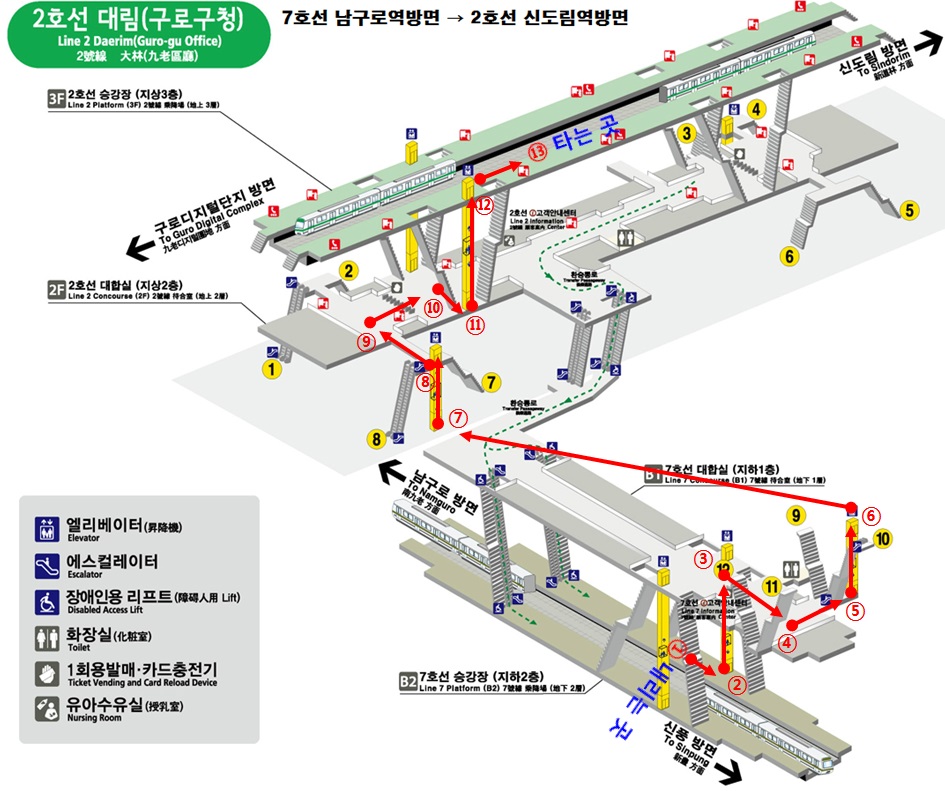 2호선 대림(구로구청)
Line 2 Daerim(Guro-gu Office)
2號線 大林(九老區廳)
7호선 남구로역방면 → 2호선 신도림역방면
신도림 방면
To Sindorim
新道林 方面
3F 2호선 승강장 (지상3층)
Line 2 Platform (3F) 2號線 乘降場 (地上 3層)
타는 곳
구로디지털단지 방면
To Guro Digital Complex
九老디지털團地 方面
2F 2호선 대합실 (지상2층)
Line 2 Concourse (2F) 2號線 待合室 (地上 2層)
2호선 고객안내센터
Line 2 Information
2號線 顧客案內 Center
환승통로
Transfer Passageway
환승통로
Transfer Passageway
1
2
3
4
5
6
7
8
9
10
11
12
①
②
③
④
⑤
⑥
⑦
⑧
⑨
⑩
⑪
⑫
⑬
B1 7호선 대합실 (지하1층)
Line 7 Concourse (B1) 7號線 待合室 (地下 1層)
남구로 방면
To Namguro
南九老 方面
7호선 고객안내센터
Center
B2 7호선 승강장 (지하2층)
Line 7 Platform (B2) 7號線 乘降場 (地下 2層)
내리는 곳
신풍 방면
To Sinpung
新豊 方面
엘리베이터(昇降機)
Elevator
에스컬레이터
Escalator
장애인용 리프트(障碍人用 Lift)
Disabled Access Lift
화장실(化粧室)
Toilet
1회용발매·카드충전기
Ticket Vending and Card Reload Device
유아수유실(授乳室)
Nursing Room